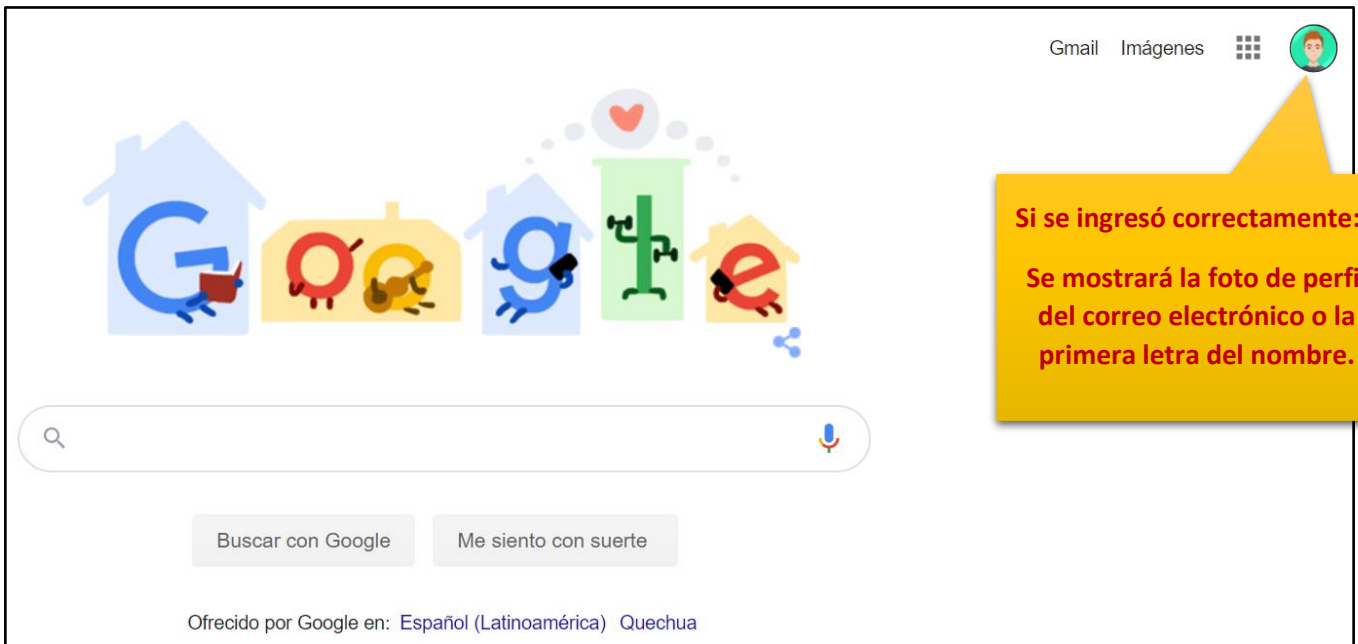 Gmail Imágenes
Google
Si se ingresó correctamente:
Se mostrará la foto de perfi
del correo electrónico o la
primera letra del nombre.
Buscar con Google Me siento con suerte
Ofrecido por Google en: Español (Latinoamérica) Quechua